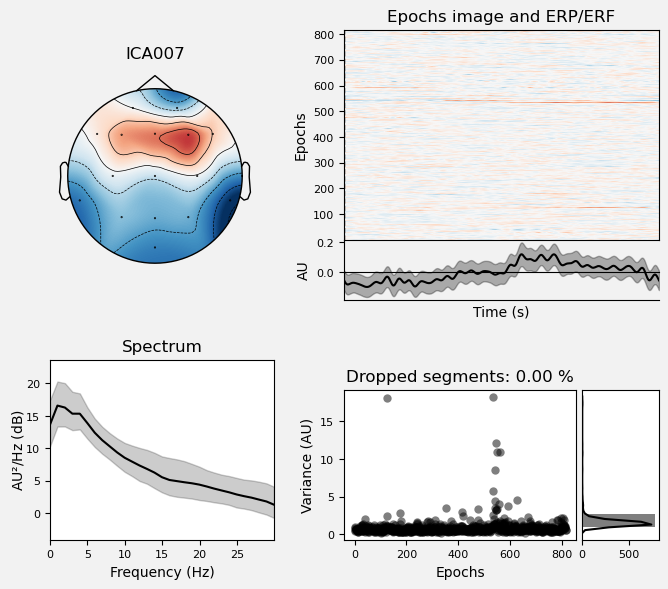 ICA007
Epochs image and ERP/ERF
Epochs
800
700
600
500
400
300
200
100
AU
0.2
0.0
Time (s)
Spectrum
AU²/Hz (dB)
20
15
10
5
0
0 5 10 15 20 25
Frequency (Hz)
Dropped segments: 0.00 %
Variance (AU)
15
10
5
0
0 200 400 600 800
Epochs
0 500